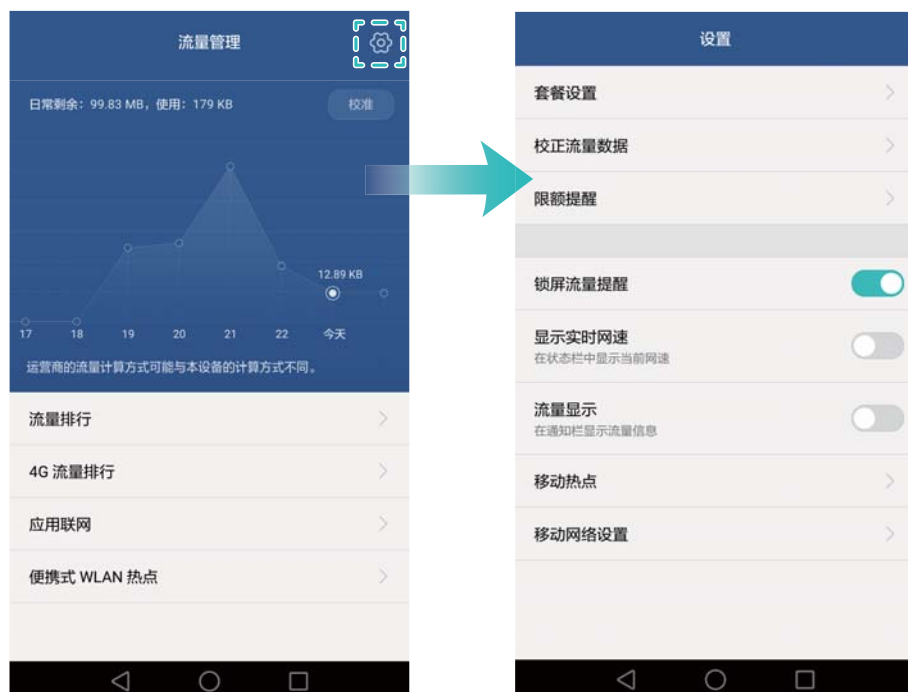 流量管理
日常剩余：99.83 MB，使用：179 KB
校准
12.89 KB
17 18 19 20 21 22 今天
运营商的流量计算方式可能与本设备的计算方式不同。
流量排行
4G 流量排行
应用联网
便携式 WLAN 热点
设置
套餐设置
校正流量数据
限额提醒
锁屏流量提醒
显示实时网速
在状态栏中显示当前网速
流量显示
在通知栏显示流量信息
移动热点
移动网络设置